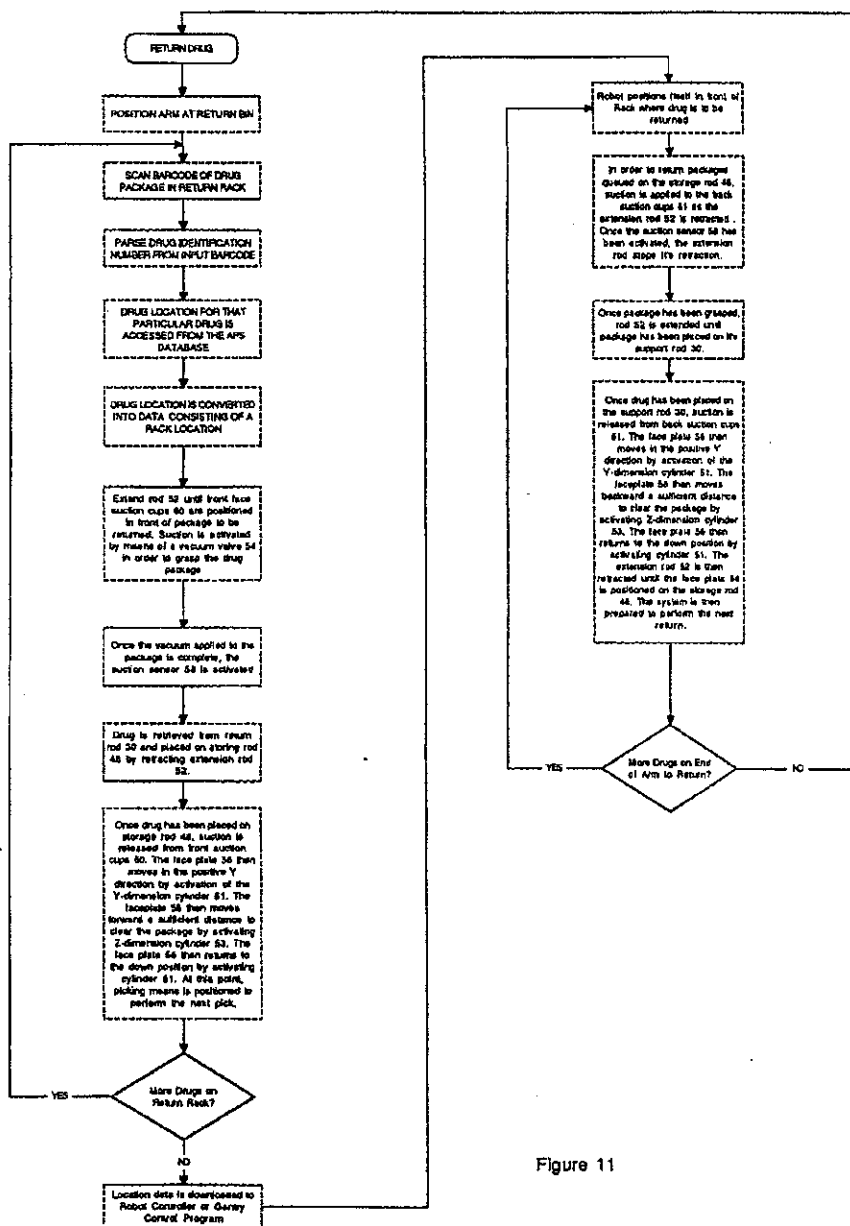 RETURN DRUG
POSITION ARM AT RETURN BIN
SCAN BARCODE OF DRUG
PACKAGE IN RETURN RACK
PARSE DRUG IDENTIFICATION
NUMBER FROM INPUT BARCODE
DRUG LOCATION FOR THAT
PARTICULAR DRUG IS
ACCESSED FROM THE APS
DATABASE
DRUG LOCATION IS CONVERTED
INTO DATA CONSISTING OF A
RACK LOCATION
Extend rod 52 until front face
suction cups 60 are positioned
in front of package to be
returned. Suction is activated
by means of a vacuum valve 54
in order to grasp the drug
package
Once the vacuum applied to the
package is complete, the
suction sensor 58 is activated
Drug is retrieved from return
rod 30 and placed on storing rod
48 by retracting extension rod
52.
Once drug has been placed on
storage rod 48, suction is
released from front suction
cups 60. The face plate 56 then
moves in the positive Y
direction by activation of the
Y-dimension cylinder 51. The
faceplate 56 then moves
forward a sufficient distance to
clear the package by activating
Z-dimension cylinder 53. The
face plate 56 then returns to
the down position by activating
cylinder 51. At this point,
picking means is positioned to
perform the next pick.
YES
More Drugs on
Return Rack?
NO
Location data is downloaded to
Robot Controller or Gantry
Control Program
Robot positions itself in front of
Rack where drug is to be
returned
In order to return packages
queued on the storage rod 48,
suction is applied to the back
suction cups 61 as the
extension rod 52 is retracted .
Once the suction sensor 58 has
been activated, the extension
rod stops it's retraction.
Once package has been grasped,
rod 52 is extended until
package has been placed on its
support rod 30.
Once drug has been placed on
the support rod 30, suction is
released from back suction cups
61. The face plate 56 then
moves in the positive Y
direction by activation of the
Y-dimension cylinder 51. The
faceplate 56 then moves
backward a sufficient distance
to clear the package by
activating Z-dimension cylinder
53. The face plate 56 then
returns to the down position by
activating cylinder 51. The
extension rod 52 is then
retracted until the face plate 54
is positioned on the storage rod
48. The system is then
prepared to perform the next
return.
YES
More Drugs on End
of Arm to Return?
NO
Figure 11